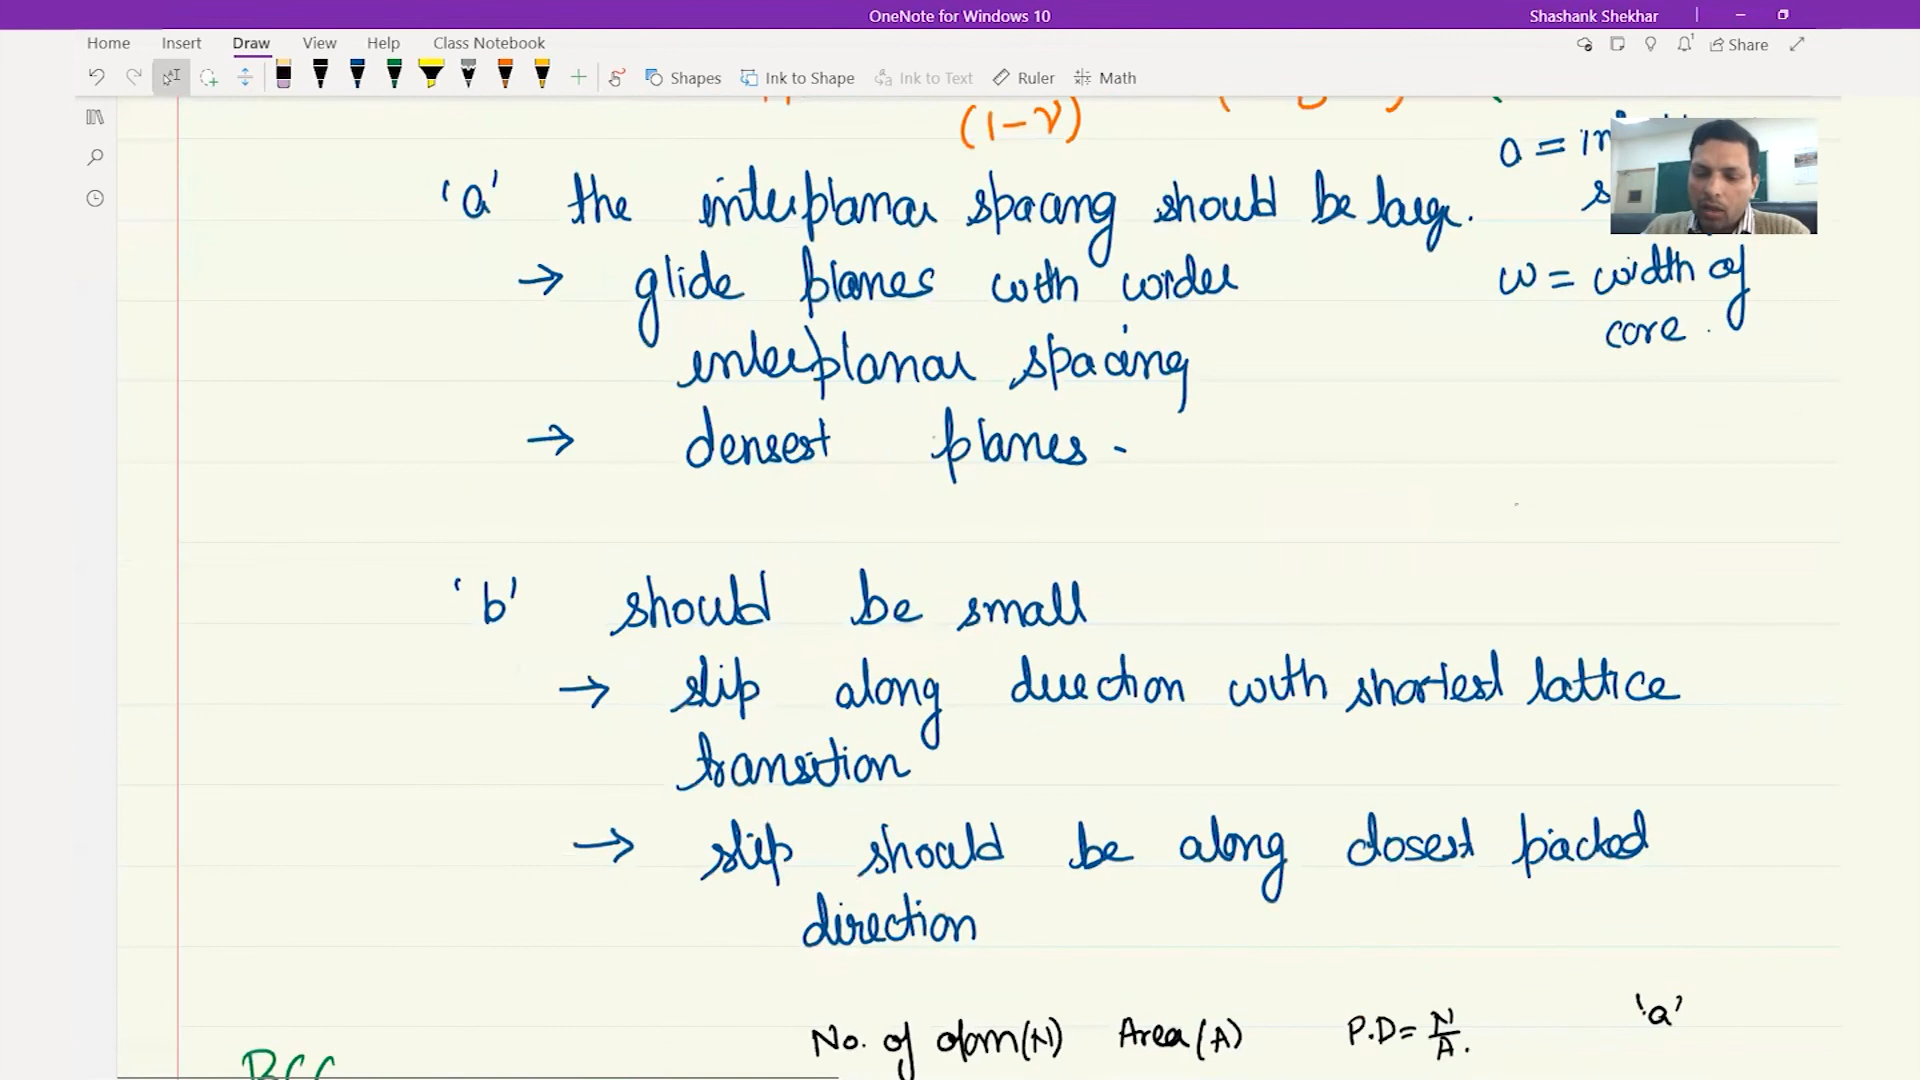 OneNote for Windows 10
Shashank Shekhar
Home Insert Draw View Help Class Notebook
Share
Shapes Ink to Shape Ink to Text Ruler Math
(1-ν)
a = in
'a' the interplanar spacing should be large.
s
→ glide planes with wider
w = width of
core.
interplanar spacing
→ densest planes.
'b' should be small
→ slip along direction with shortest lattice
transition
→ slip should be along closest packed
direction
No. of atom(N) Area(A) P.D= N/A. 'a'
BCC